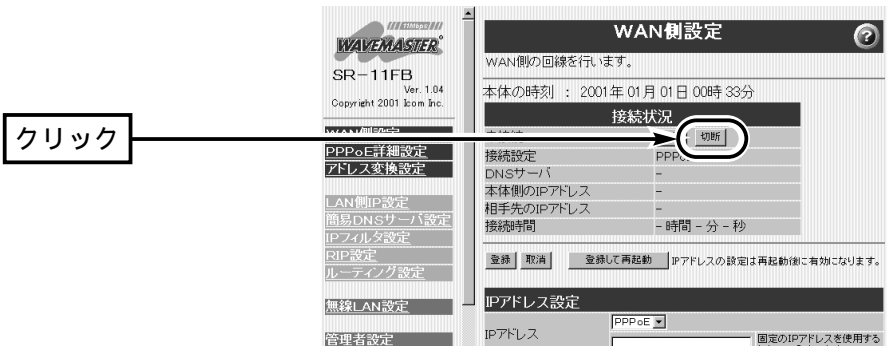 クリック
11Mbps
WAVEMASTER
SR-11FB
Ver. 1.04
Copyright 2001 Icom Inc.
WAN側設定
PPPoE詳細設定
アドレス変換設定
LAN側IP設定
簡易DNSサーバ設定
IPフィルタ設定
RIP設定
ルーティング設定
無線LAN設定
管理者設定
WAN側設定
?
WAN側の回線を行います。
本体の時刻 : 2001年 01月 01日 00時 33分
接続状況
切断
接続設定 PPPo
DNSサーバ -
本体側のIPアドレス -
相手先のIPアドレス -
接続時間 - 時間 - 分 - 秒
登録 取消 登録して再起動 IPアドレスの設定は再起動後に有効になります。
IPアドレス設定
PPPoE
IPアドレス
固定のIPアドレスを使用する